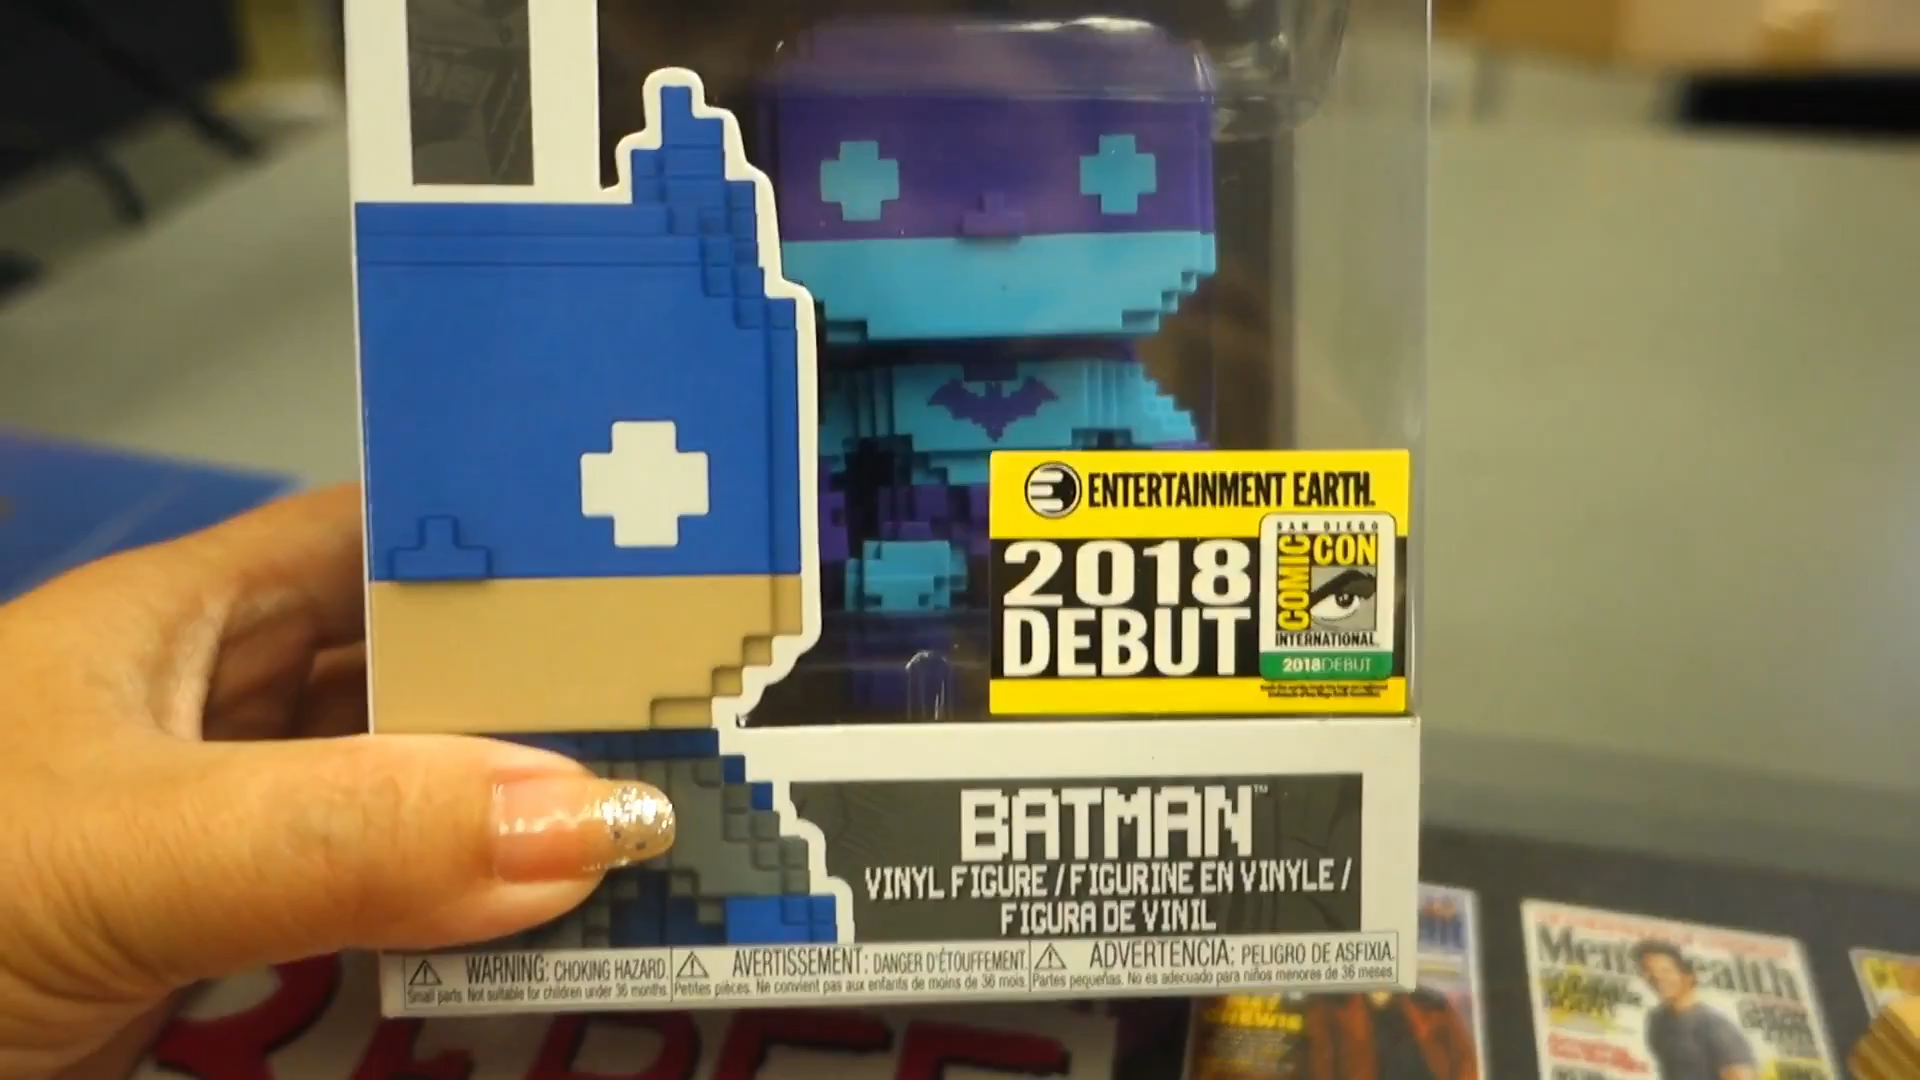 ENTERTAINMENT EARTH.
2018
DEBUT
SAN DIEGO
COMIC
CON
INTERNATIONAL
2018 DEBUT
BATMAN™
VINYL FIGURE / FIGURINE EN VINYLE /
FIGURA DE VINIL
WARNING: CHOKING HAZARD.
Small parts. Not suitable for children under 36 months.
AVERTISSEMENT: DANGER D'ÉTOUFFEMENT.
Petites pièces. Ne convient pas aux enfants de moins de 36 mois.
ADVERTENCIA: PELIGRO DE ASFIXIA.
Partes pequeñas. No es adecuado para niños menores de 36 meses.